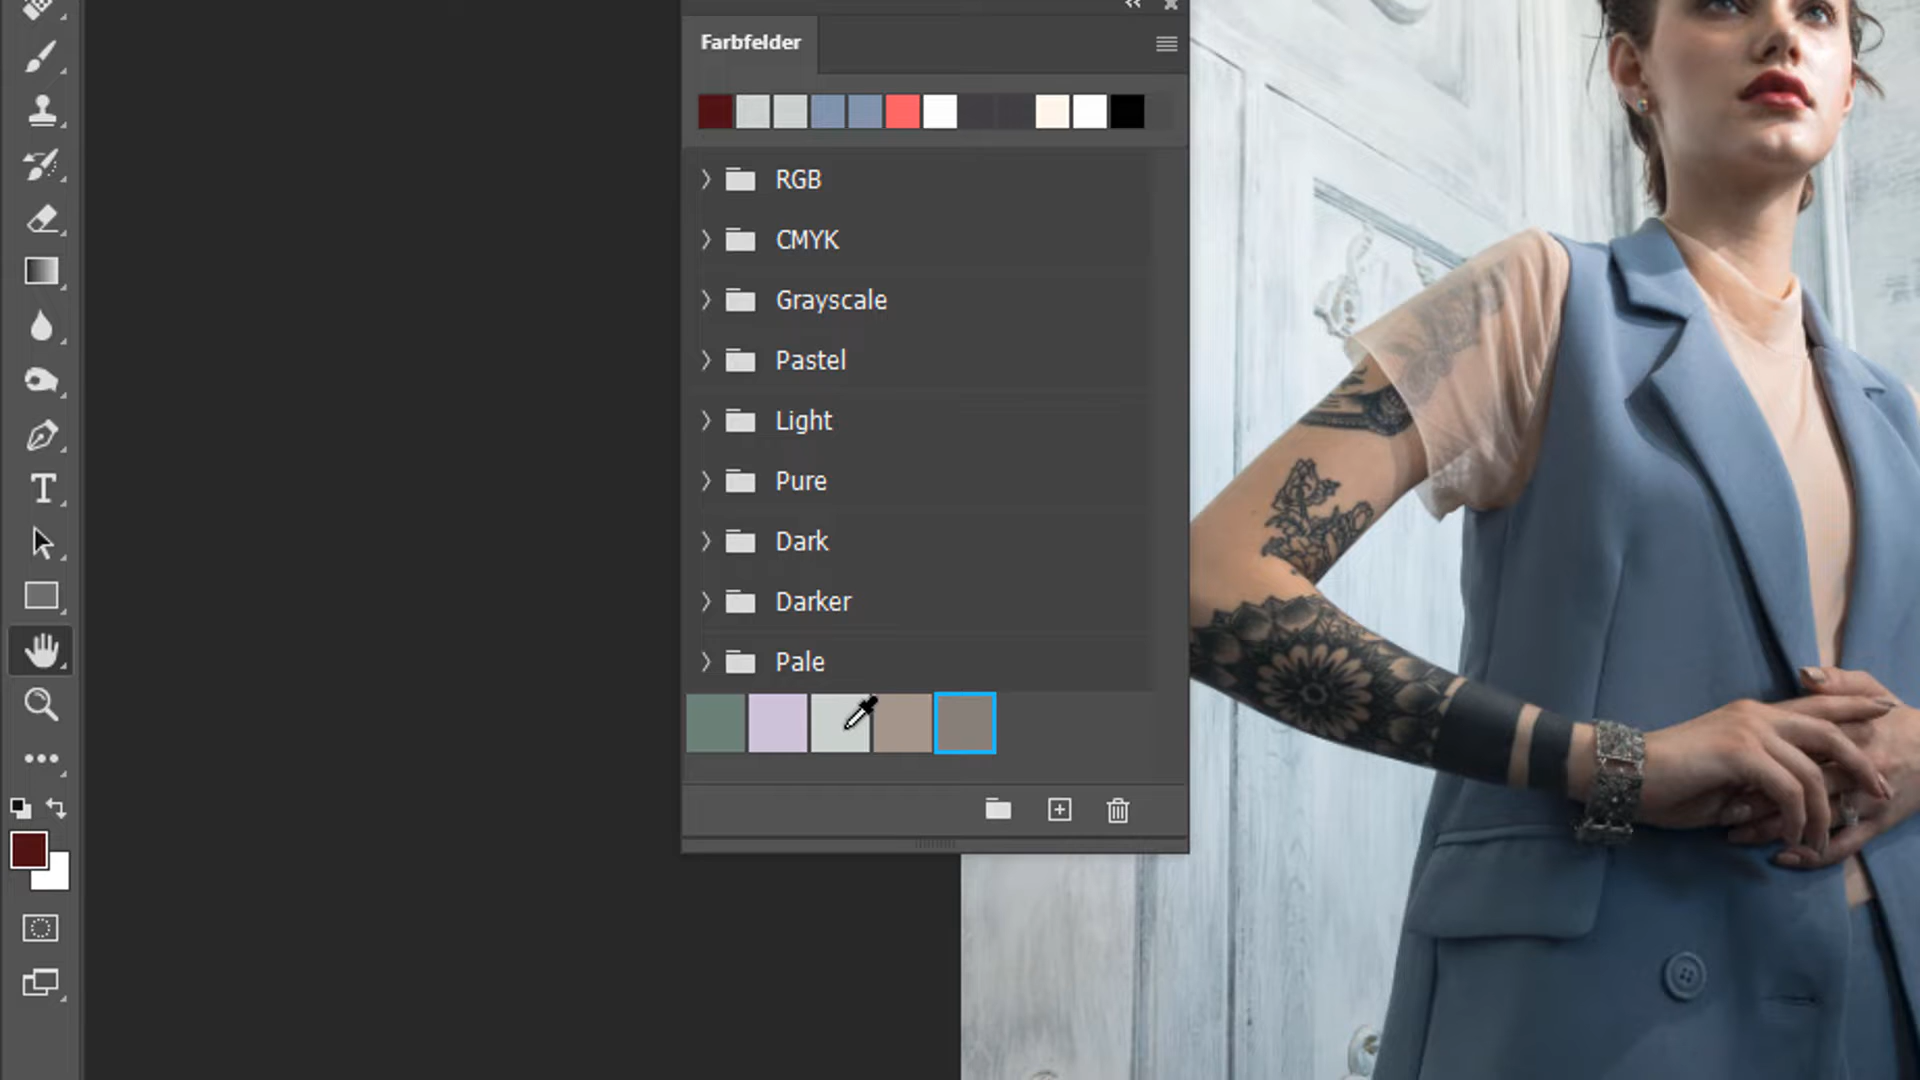 Farbfelder
RGB
CMYK
Grayscale
Pastel
Light
Pure
Dark
Darker
Pale